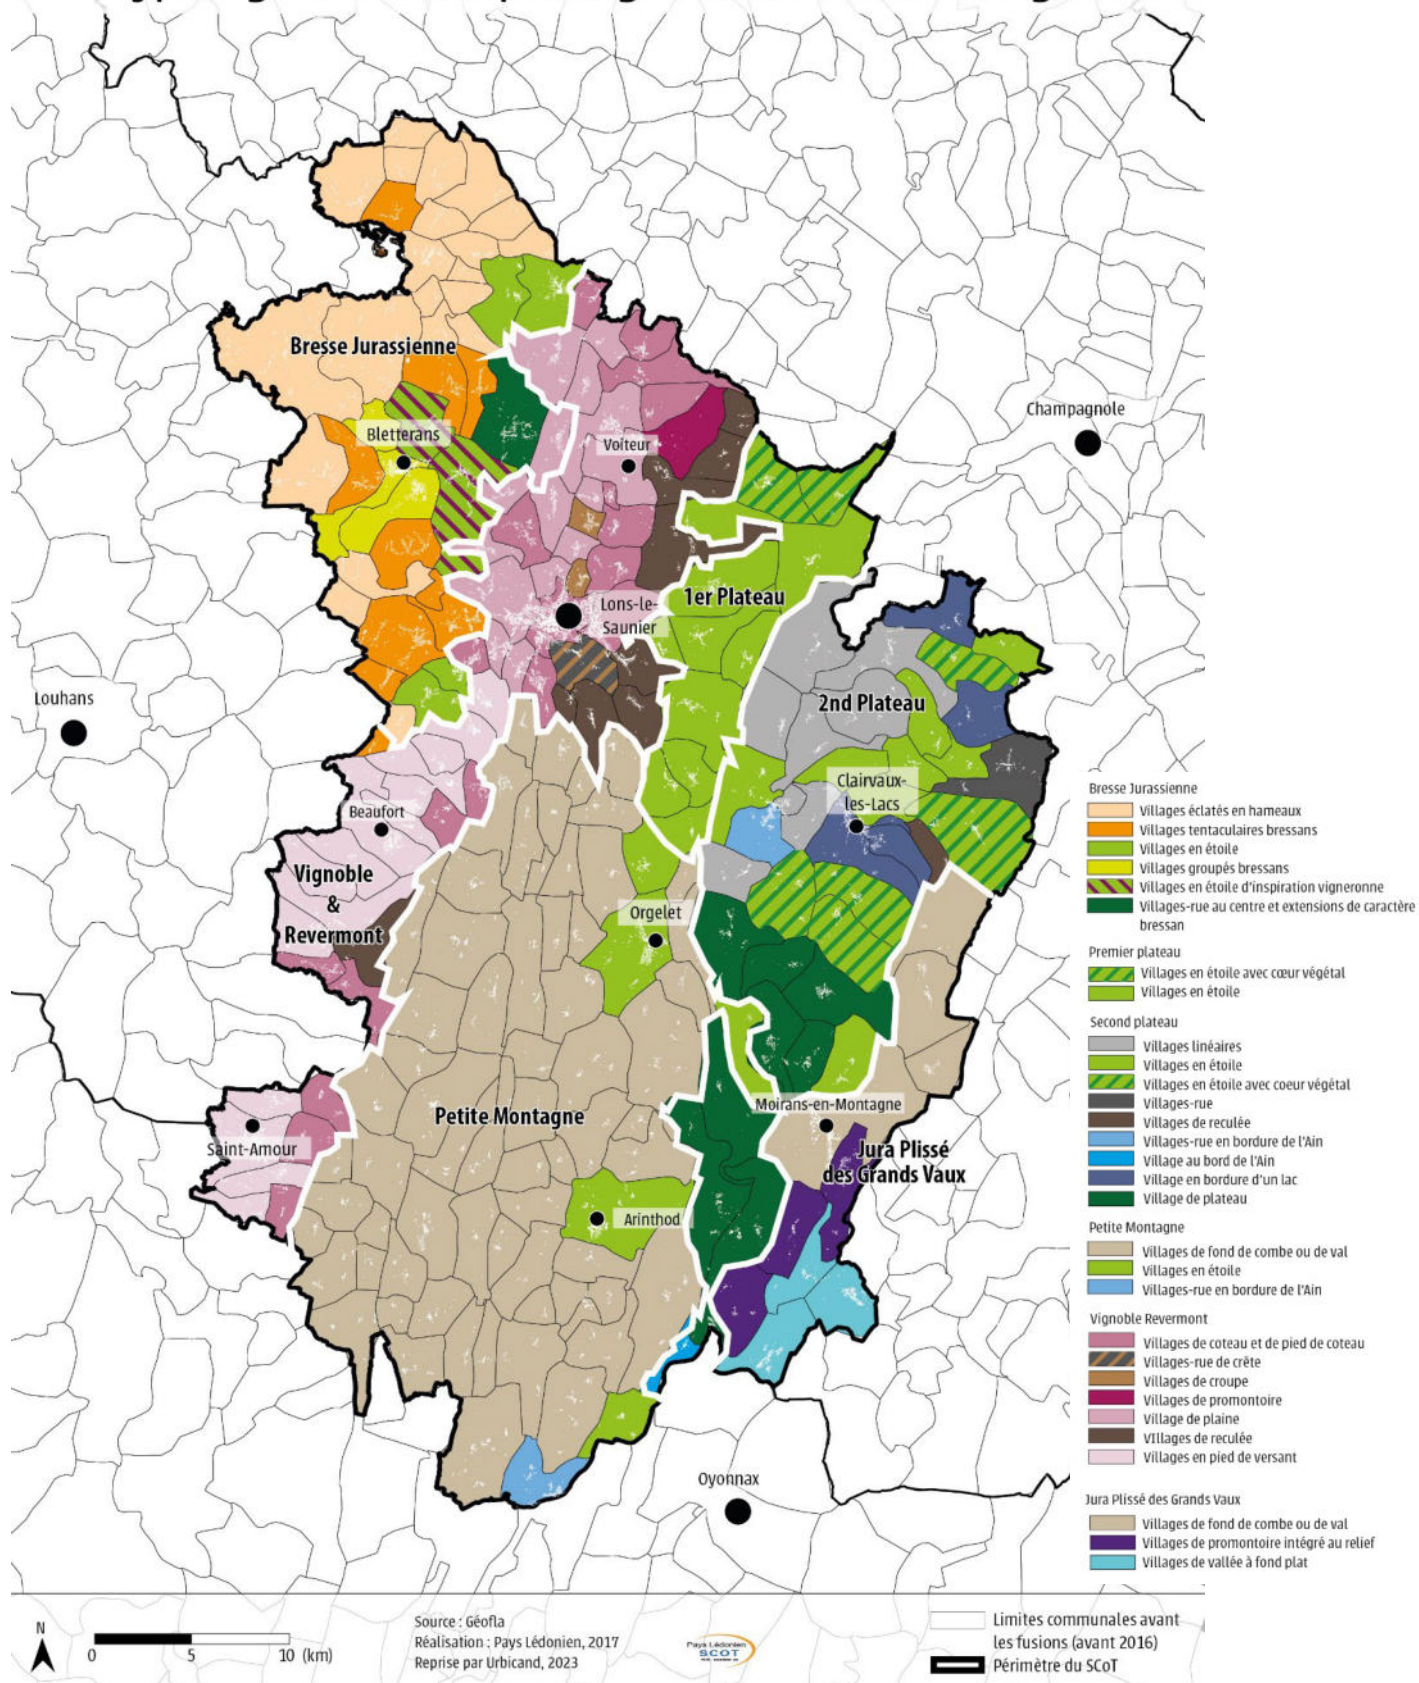 Bresse Jurassienne
Bletterans
Voiteur
Champagnole
1er Plateau
Lons-le-
Saunier
Louhans
2nd Plateau
Clairvaux-
les-Lacs
Beaufort
Vignoble
&
Revermont
Orgelet
Petite Montagne
Moirans-en-Montagne
Saint-Amour
Jura Plissé
des Grands Vaux
Arinthod
Oyonnax
Bresse Jurassienne
Villages éclatés en hameaux
Villages tentaculaires bressans
Villages en étoile
Villages groupés bressans
Villages en étoile d'inspiration vigneronne
Villages-rue au centre et extensions de caractère
bressan
Premier plateau
Villages en étoile avec cœur végétal
Villages en étoile
Second plateau
Villages linéaires
Villages en étoile
Villages en étoile avec coeur végétal
Villages-rue
Villages de reculée
Villages-rue en bordure de l'Ain
Village au bord de l'Ain
Village en bordure d'un lac
Village de plateau
Petite Montagne
Villages de fond de combe ou de val
Villages en étoile
Villages-rue en bordure de l'Ain
Vignoble Revermont
Villages de coteau et de pied de coteau
Villages-rue de crête
Villages de croupe
Villages de promontoire
Village de plaine
VIllages de reculée
Villages en pied de versant
Jura Plissé des Grands Vaux
Villages de fond de combe ou de val
Villages de promontoire intégré au relief
Villages de vallée à fond plat
N
0 5 10 (km)
Source : Géofla
Réalisation : Pays Lédonien, 2017
Reprise par Urbicand, 2023
Pays Lédonien
SCOT
Limites communales avant
les fusions (avant 2016)
Périmètre du SCoT